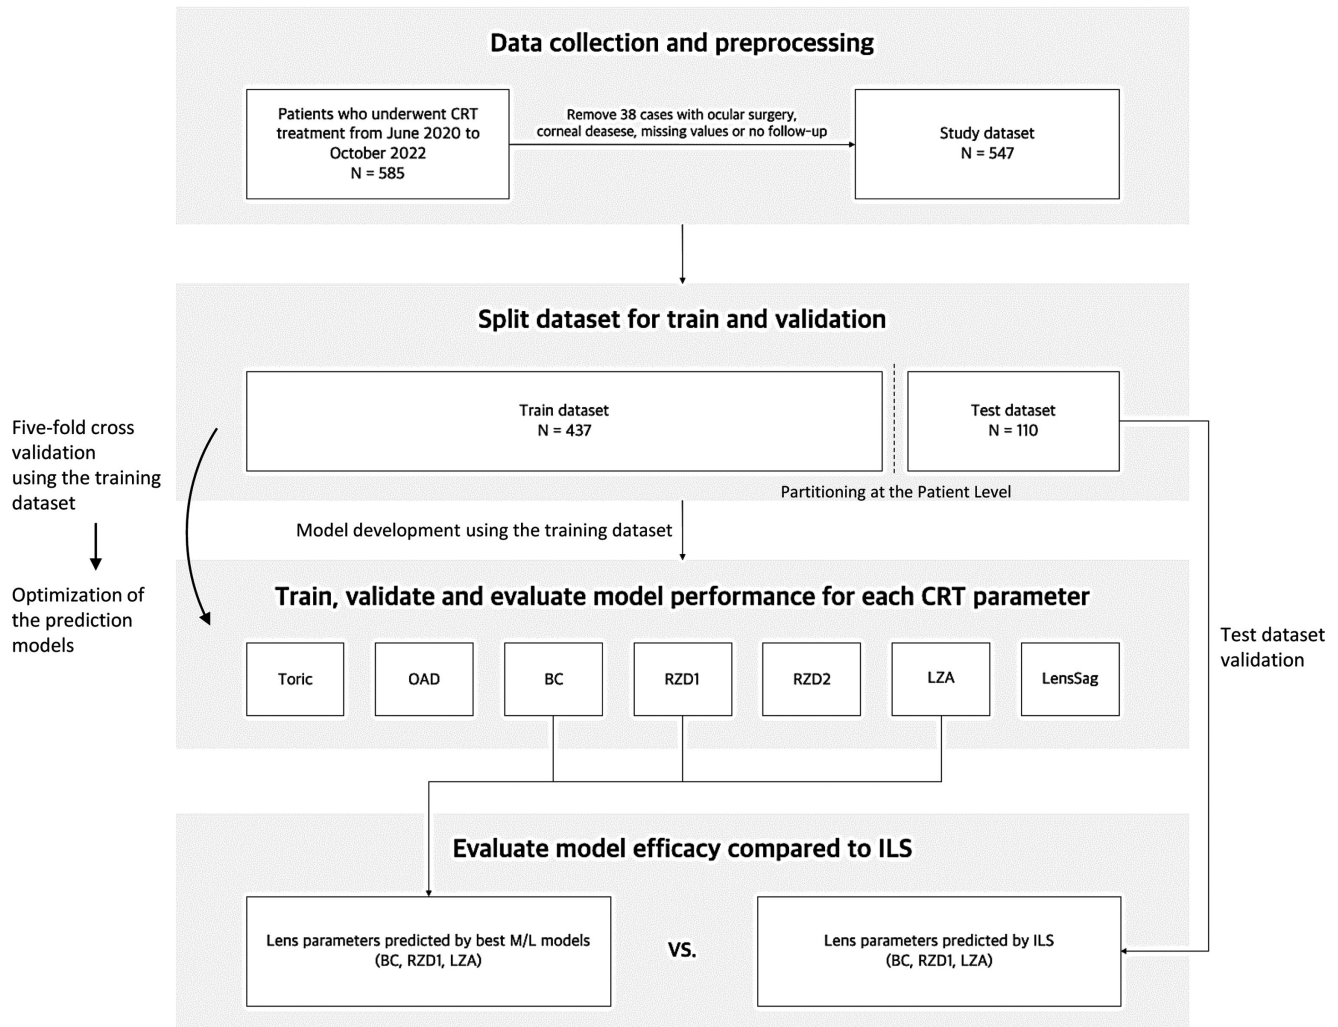 Data collection and preprocessing
Patients who underwent CRT
treatment from June 2020 to
October 2022
N = 585
Remove 38 cases with ocular surgery,
corneal deasese, missing values or no follow-up
Study dataset
N = 547
Split dataset for train and validation
Train dataset
N = 437
Test dataset
N = 110
Partitioning at the Patient Level
Five-fold cross
validation
using the training
dataset
Optimization of
the prediction
models
Model development using the training dataset
Train, validate and evaluate model performance for each CRT parameter
Toric
OAD
BC
RZD1
RZD2
LZA
LensSag
Test dataset
validation
Evaluate model efficacy compared to ILS
Lens parameters predicted by best M/L models
(BC, RZD1, LZA)
VS.
Lens parameters predicted by ILS
(BC, RZD1, LZA)